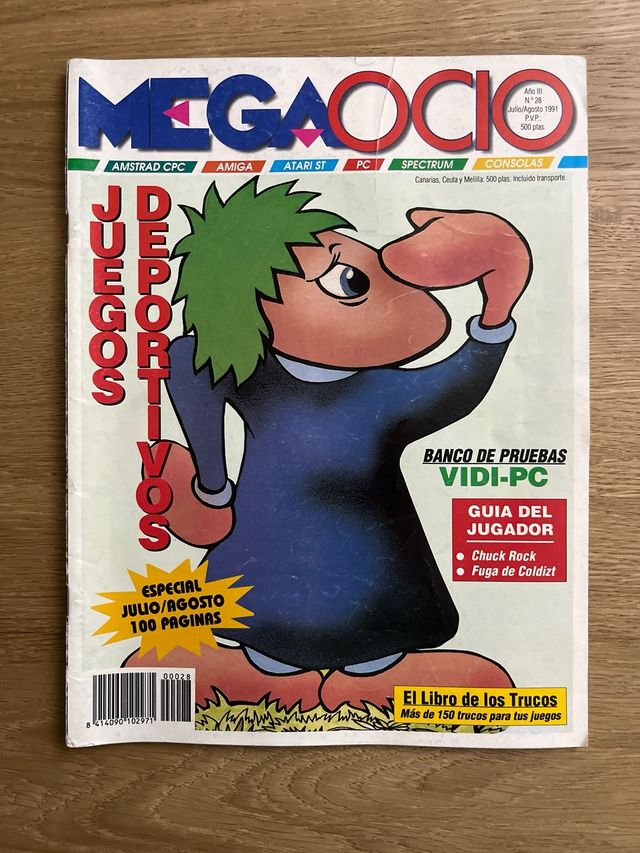 MEGAOCIO
Año III
N.º 28
Julio/Agosto 1991
P.V.P.:
500 ptas.
AMSTRAD CPC AMIGA ATARI ST PC SPECTRUM CONSOLAS
Canarias, Ceuta y Melilla: 500 ptas. Incluido transporte.
JUEGOS
DEPORTIVOS
BANCO DE PRUEBAS
VIDI-PC
GUIA DEL
JUGADOR
● Chuck Rock
● Fuga de Coldizt
ESPECIAL
JULIO/AGOSTO
100 PAGINAS
00028
8 414090 102971
El Libro de los Trucos
Más de 150 trucos para tus juegos